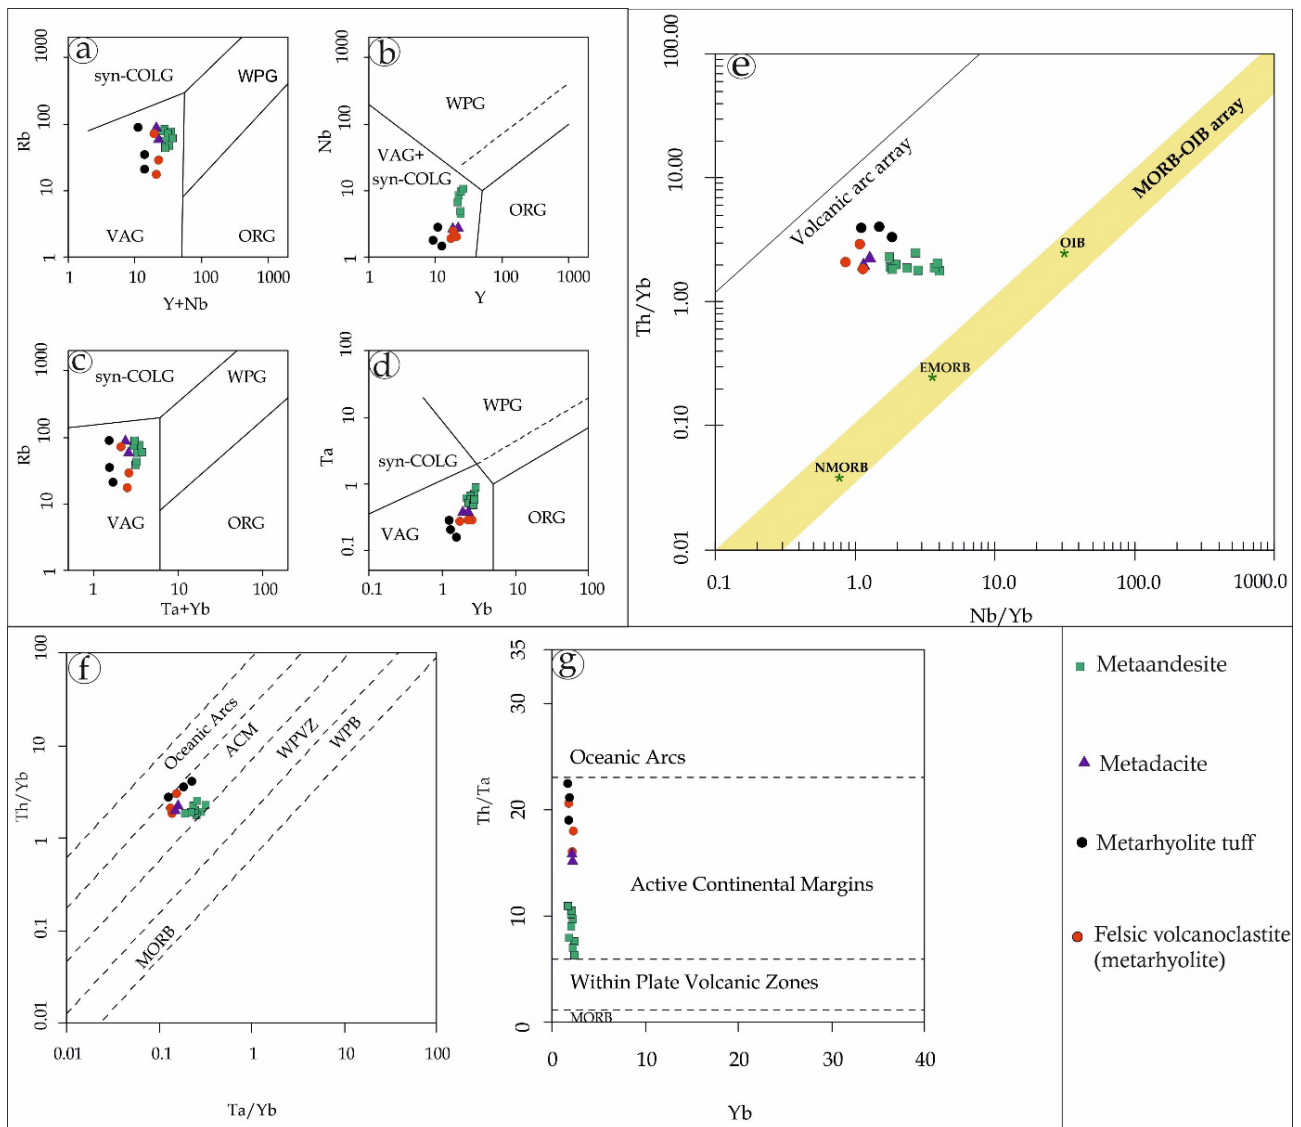 a
1000
100
10
1
Rb
syn-COLG
WPG
VAG
ORG
1
10
100
1000
Y+Nb
b
1000
100
10
1
Nb
WPG
VAG+
syn-COLG
ORG
1
10
100
1000
Y
c
1000
100
10
1
Rb
syn-COLG
WPG
VAG
ORG
1
10
100
Ta+Yb
d
100
10
1
0.1
Ta
WPG
syn-COLG
VAG
ORG
0.1
1
10
100
Yb
e
100.00
10.00
1.00
0.10
0.01
Th/Yb
Volcanic arc array
MORB-OIB array
OIB
EMORB
NMORB
0.1
1.0
10.0
100.0
1000.0
Nb/Yb
f
100
10
1
0.1
0.01
Th/Yb
Oceanic Arcs
ACM
WPVZ
WPB
MORB
0.01
0.1
1
10
100
Ta/Yb
g
35
30
20
10
0
Th/Ta
Oceanic Arcs
Active Continental Margins
Within Plate Volcanic Zones
MORB
0
10
20
30
40
Yb
Metaandesite
Metadacite
Metarhyolite tuff
Felsic volcanoclastite
(metarhyolite)